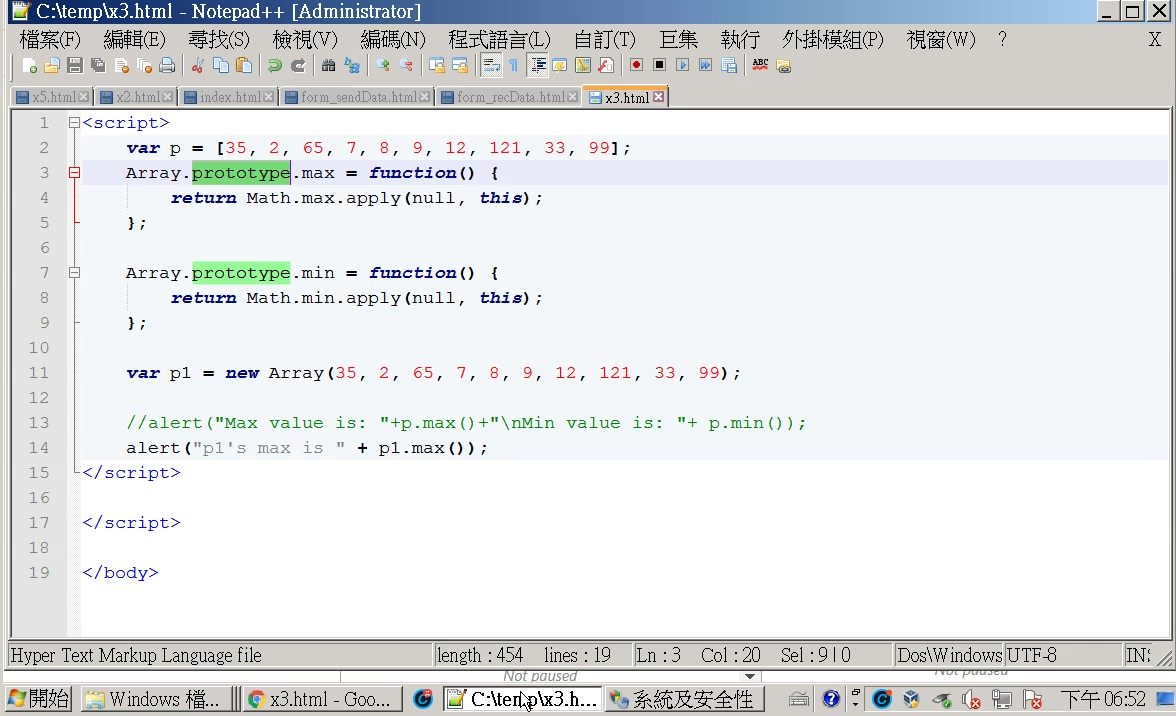 C:\temp\x3.html - Notepad++ [Administrator]
檔案(F) 編輯(E) 尋找(S) 檢視(V) 編碼(N) 程式語言(L) 自訂(T) 巨集 執行 外掛模組(P) 視窗(W) ? X
ABC
x5.html x2.html index.html form_sendData.html form_recData.html x3.html
1 <script>
2 var p = [35, 2, 65, 7, 8, 9, 12, 121, 33, 99];
3 Array.prototype.max = function() {
4 return Math.max.apply(null, this);
5 };
6
7 Array.prototype.min = function() {
8 return Math.min.apply(null, this);
9 };
10
11 var p1 = new Array(35, 2, 65, 7, 8, 9, 12, 121, 33, 99);
12
13 //alert("Max value is: "+p.max()+"\nMin value is: "+ p.min());
14 alert("p1's max is " + p1.max());
15 </script>
16
17 </script>
18
19 </body>
Hyper Text Markup Language file length : 454 lines : 19 Ln : 3 Col : 20 Sel : 9 | 0 Dos\Windows UTF-8 INS
Not paused Not paused
開始 Windows 檔... x3.html - Goo... C:\temp\x3.h... 系統及安全性 下午 06:52